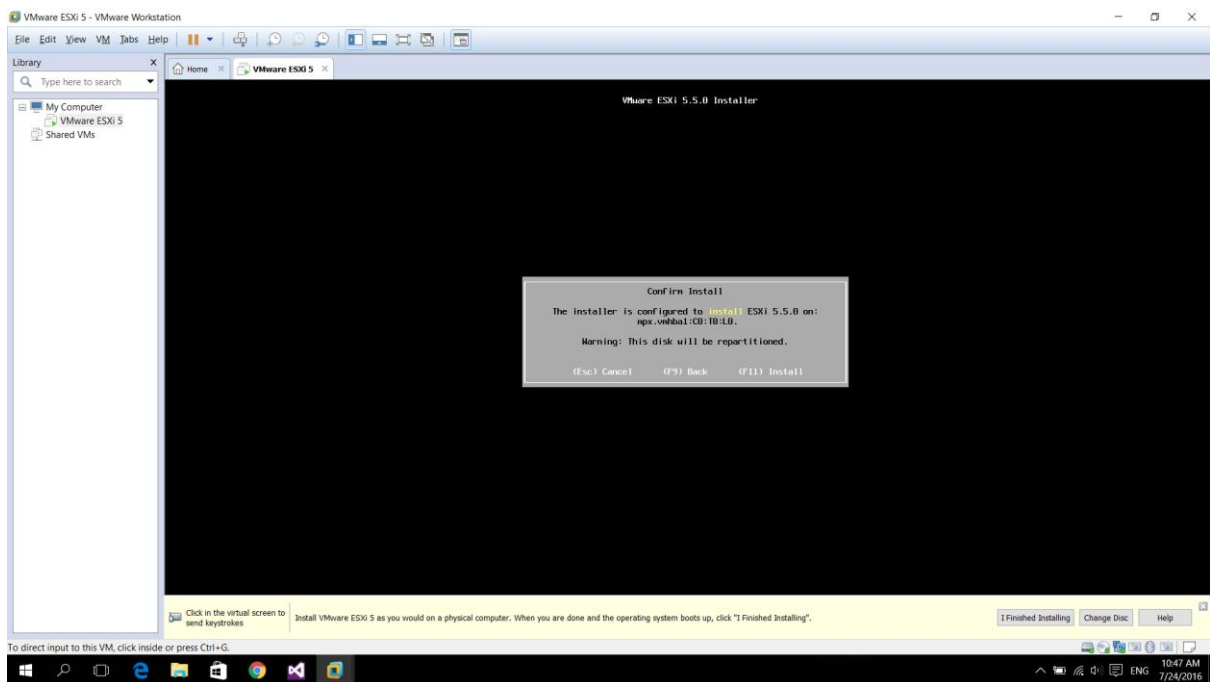 VMware ESXi 5 - VMware Workstation
File Edit View VM Tabs Help
Library X
Type here to search
My Computer
VMware ESXi 5
Shared VMs
Home
VMware ESXi 5
VMware ESXi 5.5.0 Installer
Confirm Install
The installer is configured to install ESXi 5.5.0 on:
mpx.vmhba1:C0:T0:L0.
Warning: This disk will be repartitioned.
(Esc) Cancel (F9) Back (F11) Install
Click in the virtual screen to
send keystrokes
Install VMware ESXi 5 as you would on a physical computer. When you are done and the operating system boots up, click "I Finished Installing".
I Finished Installing Change Disc Help
To direct input to this VM, click inside or press Ctrl+G.
ENG
10:47 AM
7/24/2016